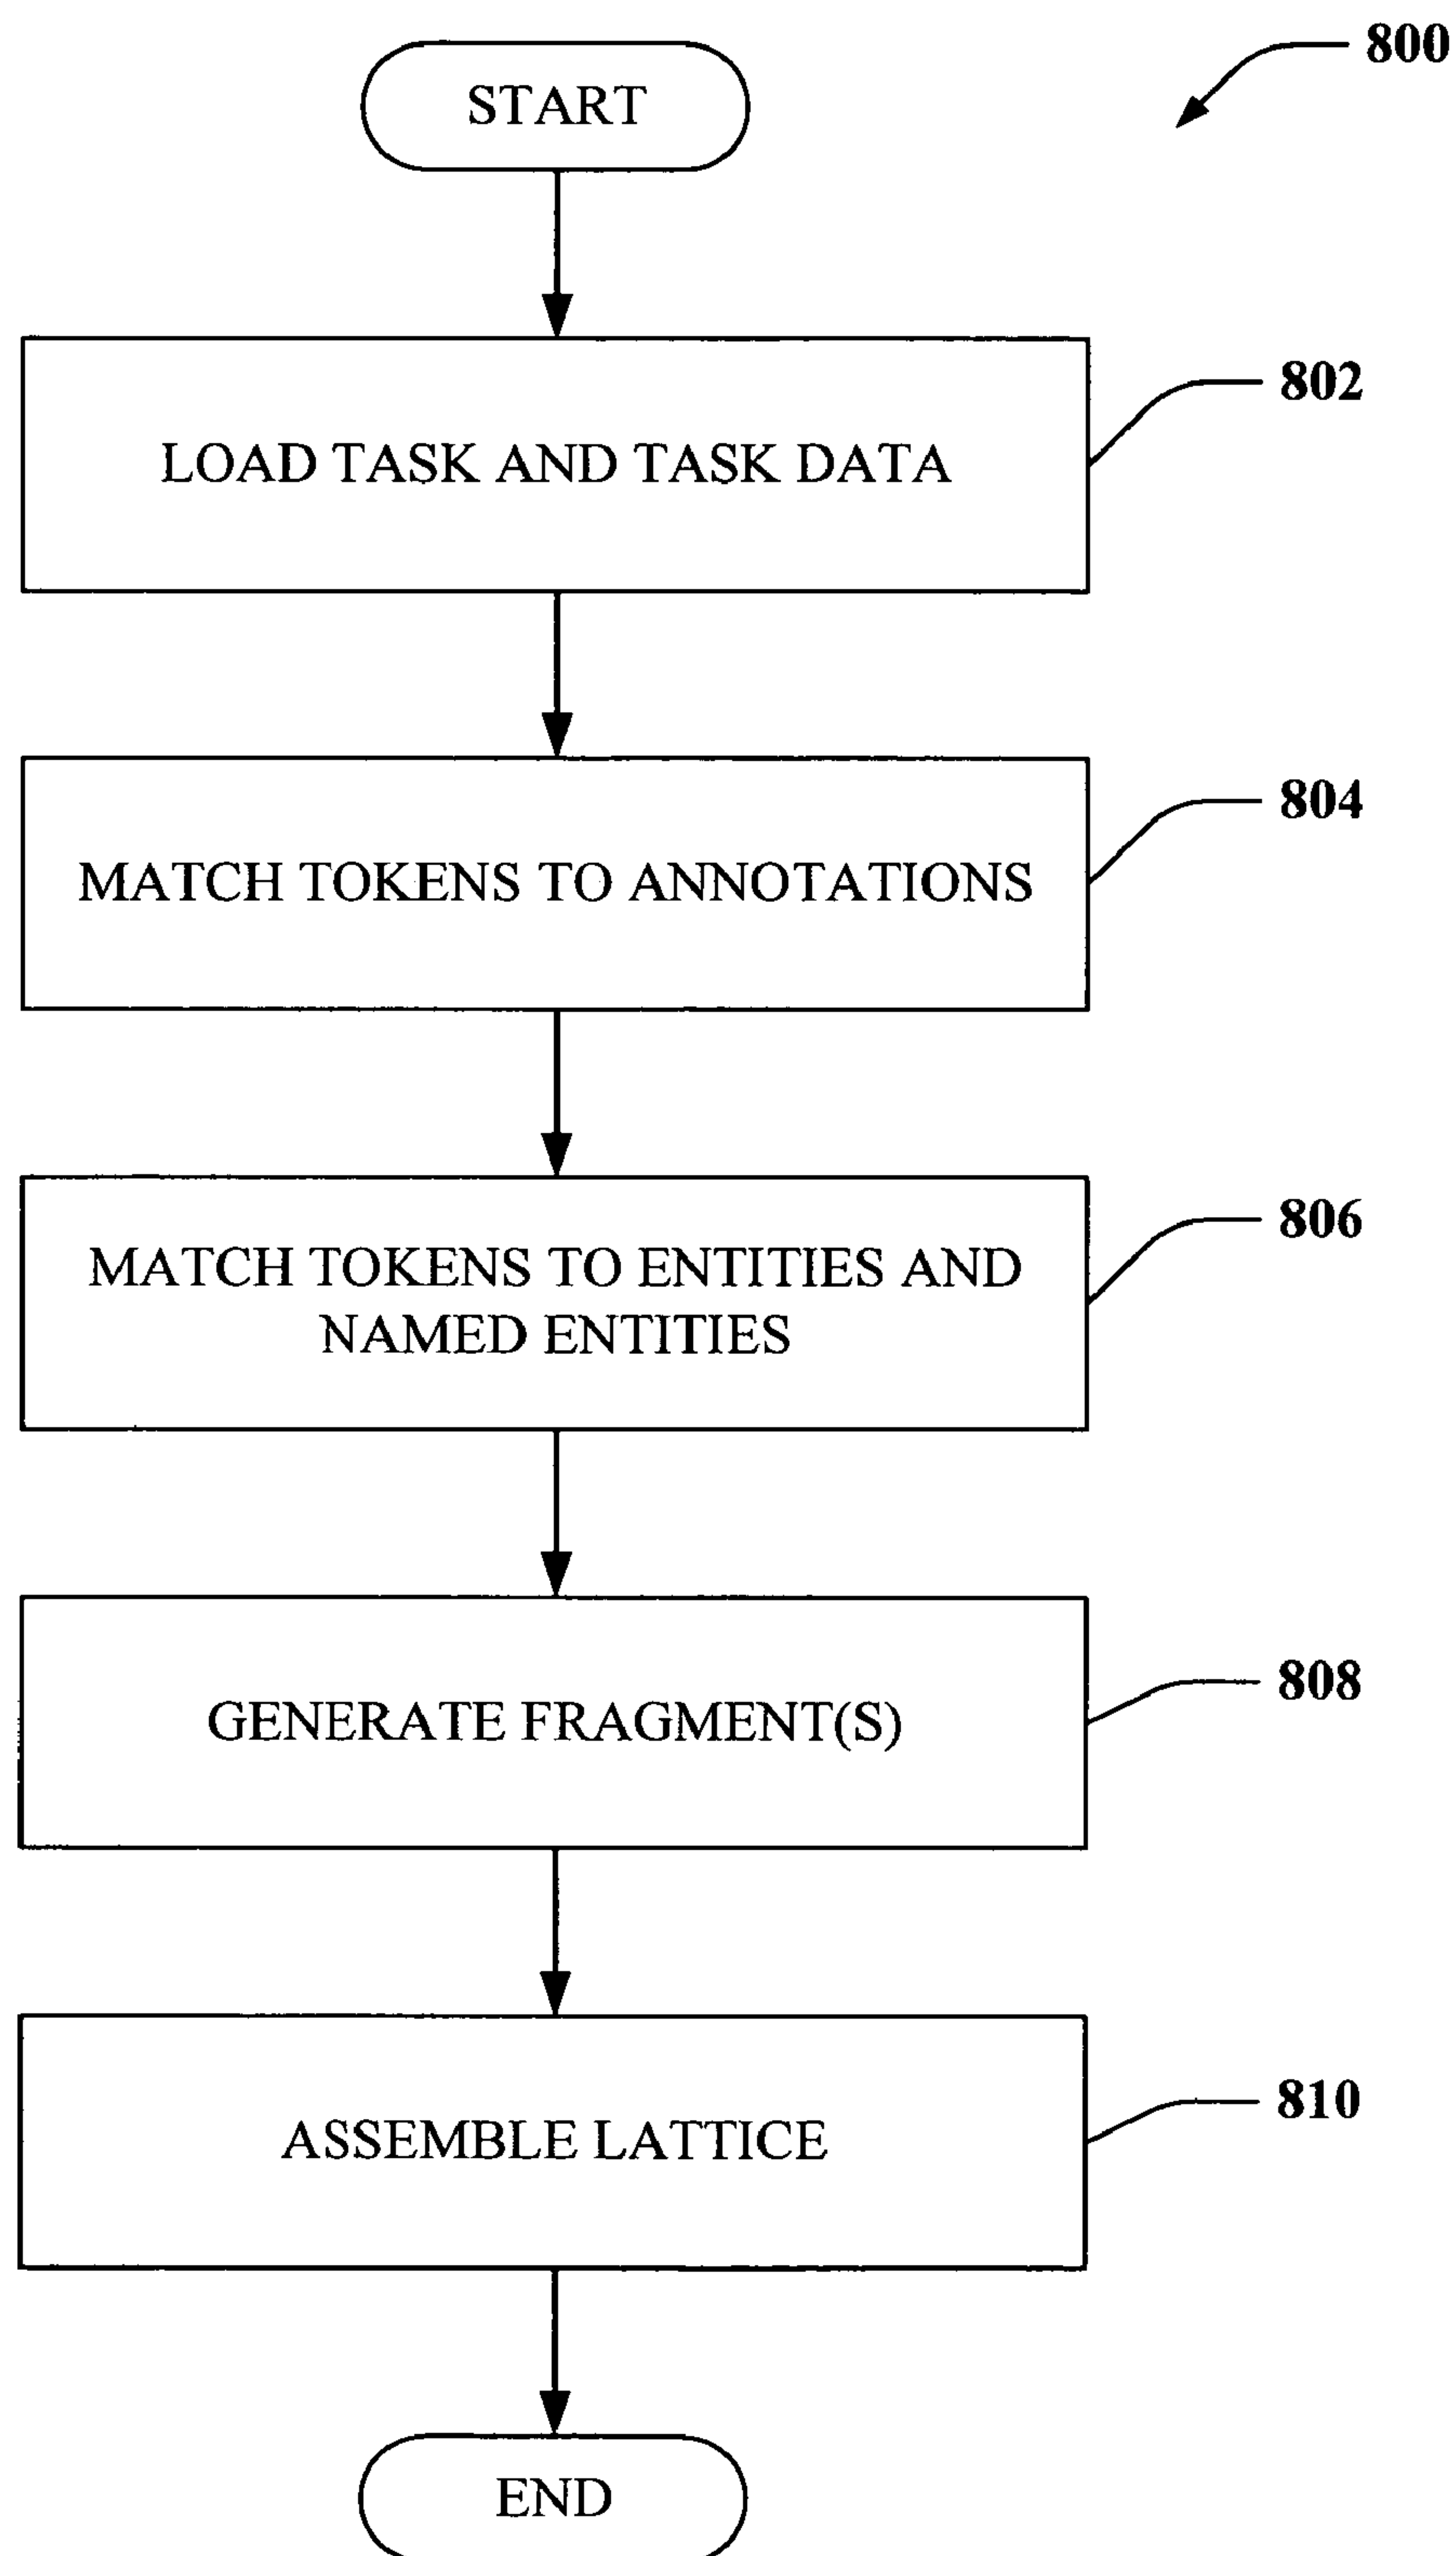 800
START
802
LOAD TASK AND TASK DATA
804
MATCH TOKENS TO ANNOTATIONS
806
MATCH TOKENS TO ENTITIES AND
NAMED ENTITIES
808
GENERATE FRAGMENT(S)
810
ASSEMBLE LATTICE
END